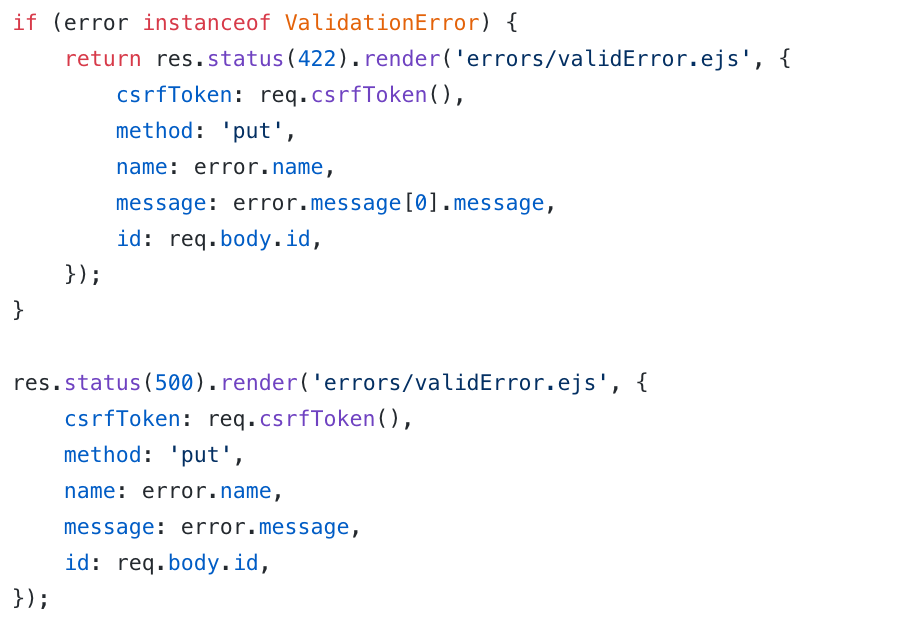 if (error instanceof ValidationError) {
    return res.status(422).render('errors/validError.ejs', {
        csrfToken: req.csrfToken(),
        method: 'put',
        name: error.name,
        message: error.message[0].message,
        id: req.body.id,
    });
}

res.status(500).render('errors/validError.ejs', {
    csrfToken: req.csrfToken(),
    method: 'put',
    name: error.name,
    message: error.message,
    id: req.body.id,
});